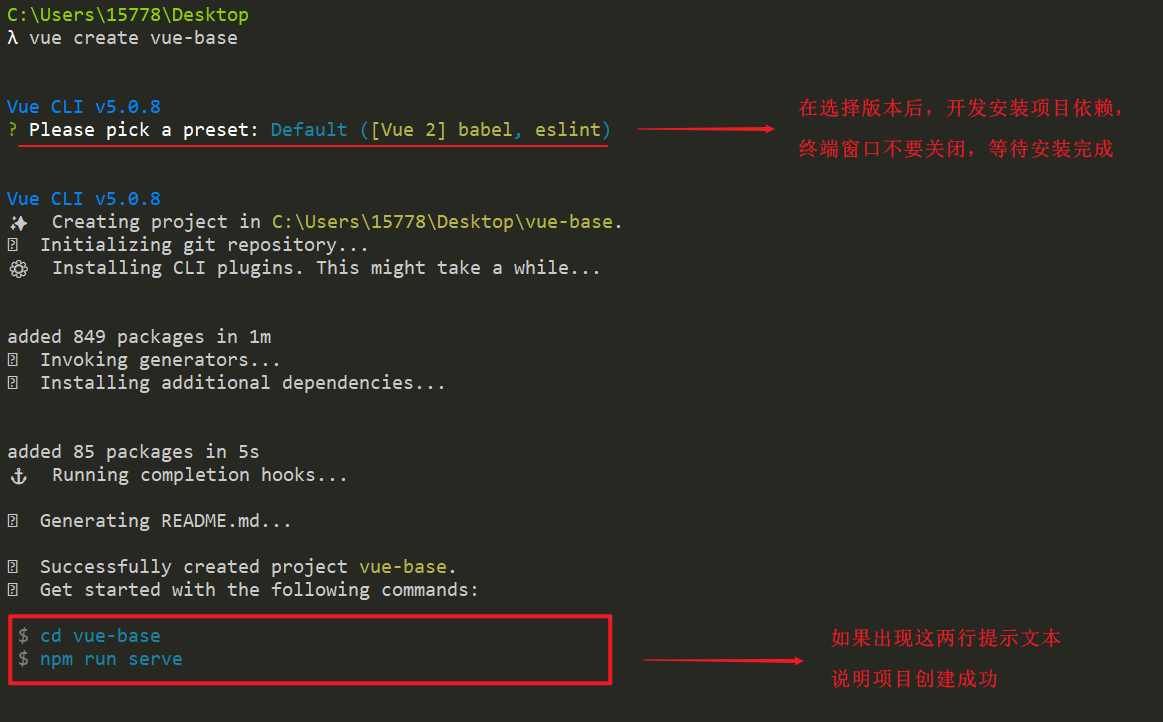 C:\Users\15778\Desktop
λ vue create vue-base
Vue CLI v5.0.8
? Please pick a preset: Default ([Vue 2] babel, eslint)
在选择版本后，开发安装项目依赖，
终端窗口不要关闭，等待安装完成
Vue CLI v5.0.8
Creating project in C:\Users\15778\Desktop\vue-base.
Initializing git repository...
Installing CLI plugins. This might take a while...
added 849 packages in 1m
Invoking generators...
Installing additional dependencies...
added 85 packages in 5s
Running completion hooks...
Generating README.md...
Successfully created project vue-base.
Get started with the following commands:
$ cd vue-base
$ npm run serve
如果出现这两行提示文本
说明项目创建成功